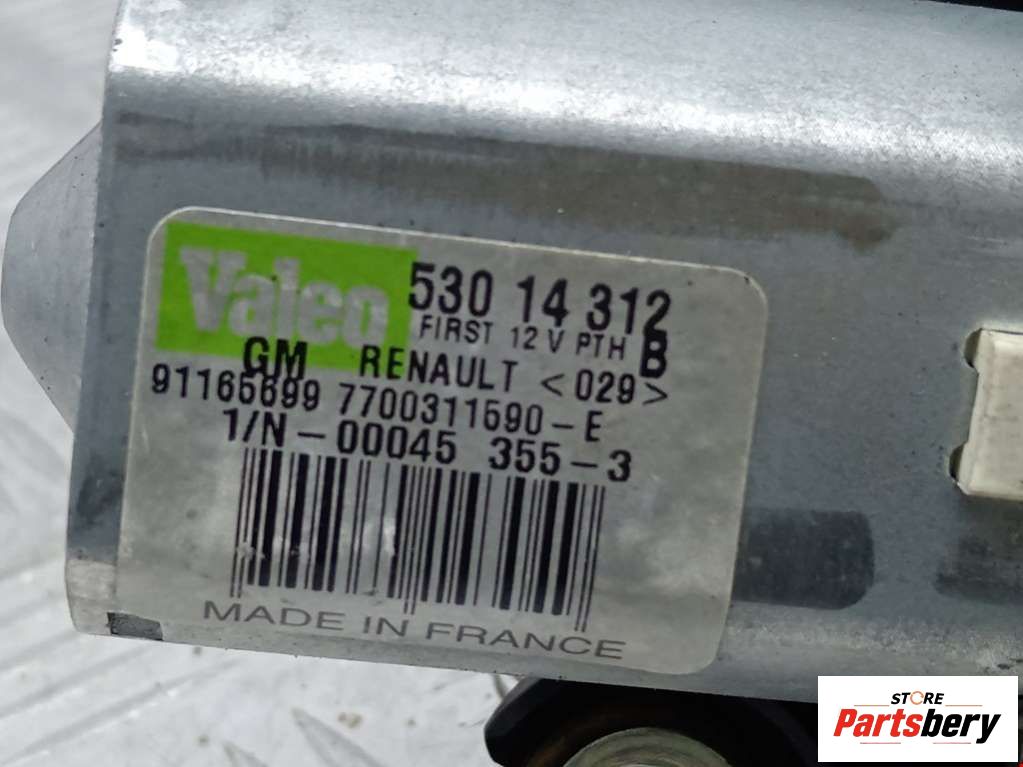 Valeo 530 14 312
FIRST 12 V PTH B
GM RENAULT <029>
91165699 7700311690-E
1/N-00045 355-3
MADE IN FRANCE
STORE
Partsbery